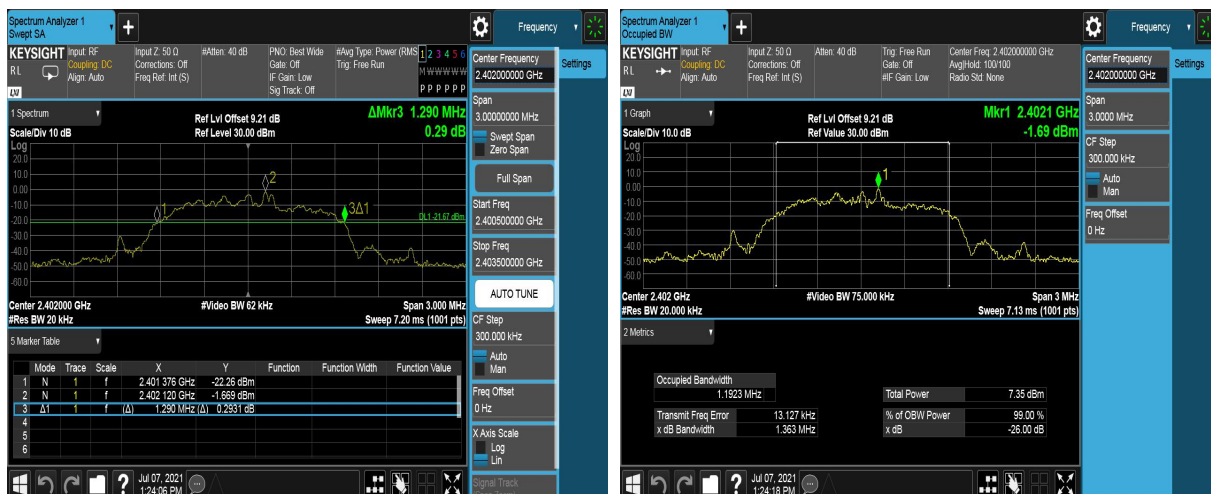 Spectrum Analyzer 1
Swept SA
Frequency
KEYSIGHT
RL
LXI
Input: RF
Coupling: DC
Align: Auto
Input Z: 50 Ω
Corrections: Off
Freq Ref: Int (S)
#Atten: 40 dB
PNO: Best Wide
Gate: Off
IF Gain: Low
Sig Track: Off
#Avg Type: Power (RMS
Trig: Free Run
1 2 3 4 5 6
M W W W W W
P P P P P P
Center Frequency
2.402000000 GHz
Settings
Span
3.00000000 MHz
Swept Span
Zero Span
Full Span
Start Freq
2.400500000 GHz
Stop Freq
2.403500000 GHz
AUTO TUNE
CF Step
300.000 kHz
Auto
Man
Freq Offset
0 Hz
X Axis Scale
Log
Lin
Signal Track
1 Spectrum
Scale/Div 10 dB
Ref Lvl Offset 9.21 dB
Ref Level 30.00 dBm
ΔMkr3 1.290 MHz
0.29 dB
Log
20.0
10.0
0.00
-10.0
-20.0
-30.0
-40.0
-50.0
-60.0
1
2
3Δ1
DL1 -21.67 dBm
Center 2.402000 GHz
#Res BW 20 kHz
#Video BW 62 kHz
Span 3.000 MHz
Sweep 7.20 ms (1001 pts)
5 Marker Table
Mode Trace Scale X Y Function Function Width Function Value
1 N 1 f 2.401 376 GHz -22.26 dBm
2 N 1 f 2.402 120 GHz -1.669 dBm
3 Δ1 1 f (Δ) 1.290 MHz (Δ) 0.2931 dB
4
5
6
?
Jul 07, 2021
1:24:06 PM
Spectrum Analyzer 1
Occupied BW
Frequency
KEYSIGHT
RL
LXI
Input: RF
Coupling: DC
Align: Auto
Input Z: 50 Ω
Corrections: Off
Freq Ref: Int (S)
Atten: 40 dB
Trig: Free Run
Gate: Off
#IF Gain: Low
Center Freq: 2.402000000 GHz
Avg|Hold: 100/100
Radio Std: None
Center Frequency
2.402000000 GHz
Settings
Span
3.0000 MHz
CF Step
300.000 kHz
Auto
Man
Freq Offset
0 Hz
1 Graph
Scale/Div 10.0 dB
Ref Lvl Offset 9.21 dB
Ref Value 30.00 dBm
Mkr1 2.4021 GHz
-1.69 dBm
Log
20.0
10.0
0.00
-10.0
-20.0
-30.0
-40.0
-50.0
-60.0
1
Center 2.402 GHz
#Res BW 20.000 kHz
#Video BW 75.000 kHz
Span 3 MHz
Sweep 7.13 ms (1001 pts)
2 Metrics
Occupied Bandwidth
1.1923 MHz
Total Power 7.35 dBm
Transmit Freq Error 13.127 kHz
% of OBW Power 99.00 %
x dB Bandwidth 1.363 MHz
x dB -26.00 dB
?
Jul 07, 2021
1:24:18 PM